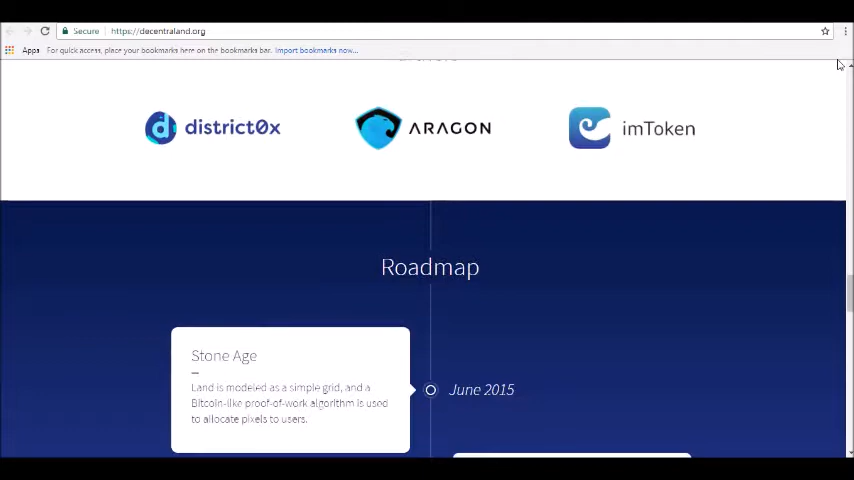 Secure
https://decentraland.org
Apps
For quick access, place your bookmarks here on the bookmarks bar. Import bookmarks now...
district0x
ARAGON
imToken
Roadmap
Stone Age
Land is modeled as a simple grid, and a
Bitcoin-like proof-of-work algorithm is used
to allocate pixels to users.
June 2015